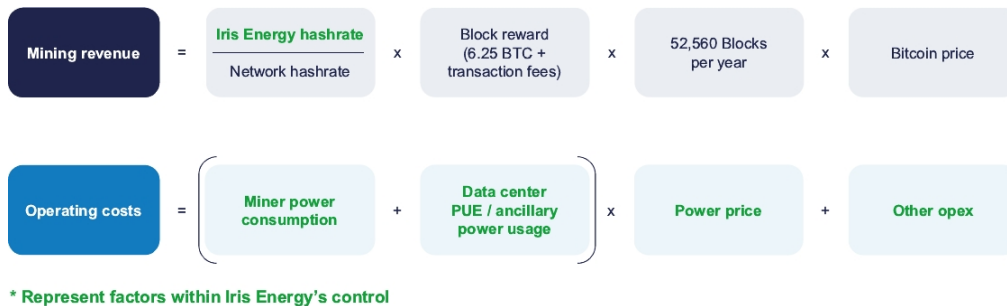 Mining revenue
=
Iris Energy hashrate
Network hashrate
x
Block reward
(6.25 BTC +
transaction fees)
x
52,560 Blocks
per year
x
Bitcoin price
Operating costs
=
Miner power
consumption
+
Data center
PUE / ancillary
power usage
x
Power price
+
Other opex
* Represent factors within Iris Energy's control